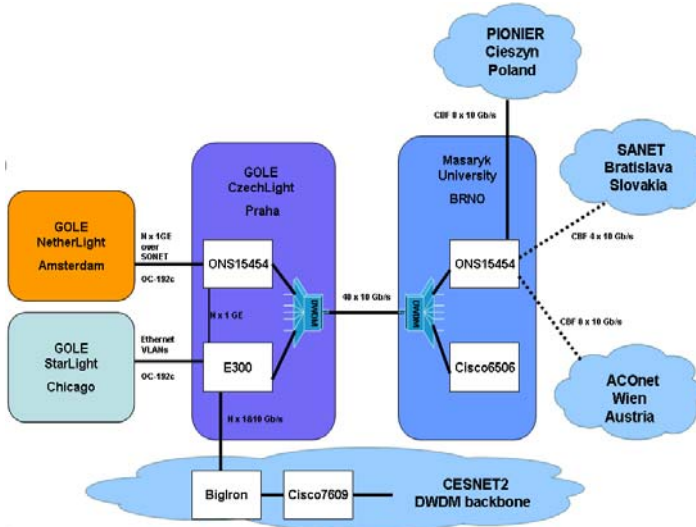 PIONIER
Cieszyn
Poland
CBF 8 x 10 Gb/s
GOLE
CzechLight
Praha
Masaryk
University
BRNO
SANET
Bratislava
Slovakia
CBF 4 x 10 Gb/s
GOLE
NetherLight
Amsterdam
N x 1GE
over
SONET
OC-192c
ONS15454
DWDM
40 x 10 Gb/s
DWDM
ONS15454
N x 1 GE
CBF 8 x 10 Gb/s
GOLE
StarLight
Chicago
Ethernet
VLANs
OC-192c
E300
Cisco6506
ACOnet
Wien
Austria
N x 1&10 Gb/s
BigIron
Cisco7609
CESNET2
DWDM backbone